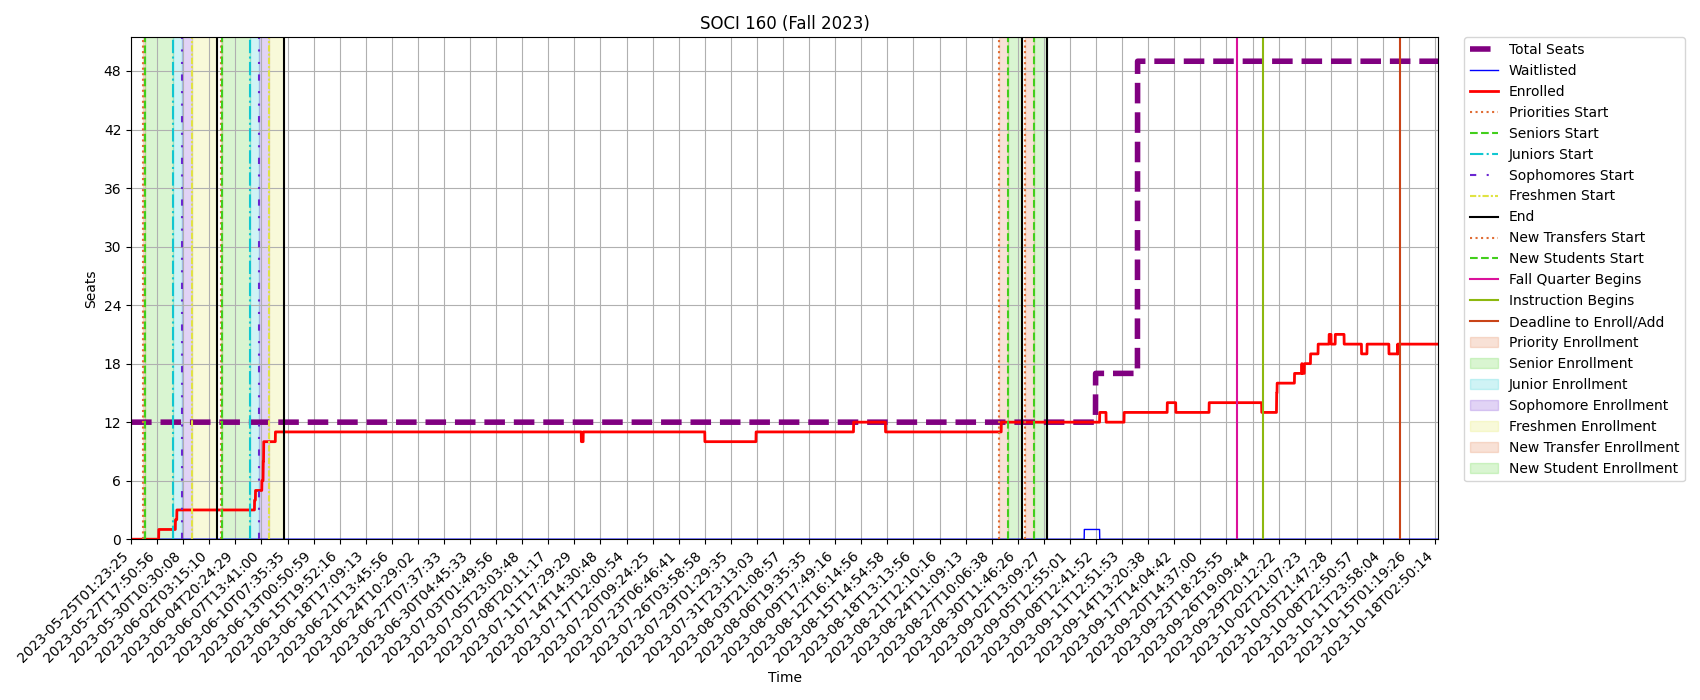 SOCI 160 (Fall 2023)
Seats
48
42
36
30
24
18
12
6
0
2023-05-25T01:23:25
2023-05-27T17:50:56
2023-05-30T10:30:08
2023-06-02T03:15:10
2023-06-04T20:24:29
2023-06-07T13:41:00
2023-06-10T07:35:35
2023-06-13T00:50:59
2023-06-15T19:52:16
2023-06-18T17:09:13
2023-06-21T13:45:56
2023-06-24T10:29:02
2023-06-27T07:37:33
2023-06-30T04:45:33
2023-07-03T01:49:56
2023-07-05T23:03:48
2023-07-08T20:11:17
2023-07-11T17:29:29
2023-07-14T14:30:48
2023-07-17T12:00:54
2023-07-20T09:24:25
2023-07-23T06:46:41
2023-07-26T03:58:58
2023-07-29T01:29:35
2023-07-31T23:13:03
2023-08-03T21:08:57
2023-08-06T19:35:35
2023-08-09T17:49:16
2023-08-12T16:14:56
2023-08-15T14:54:58
2023-08-18T13:13:56
2023-08-21T12:10:16
2023-08-24T11:09:13
2023-08-27T10:06:38
2023-08-30T11:46:26
2023-09-02T13:09:27
2023-09-05T12:55:01
2023-09-08T12:41:52
2023-09-11T12:51:53
2023-09-14T13:20:38
2023-09-17T14:04:42
2023-09-20T14:37:00
2023-09-23T18:25:55
2023-09-26T19:09:44
2023-09-29T20:12:22
2023-10-02T21:07:23
2023-10-05T21:47:28
2023-10-08T22:50:57
2023-10-11T23:58:04
2023-10-15T01:19:26
2023-10-18T02:50:14
Time
Total Seats
Waitlisted
Enrolled
Priorities Start
Seniors Start
Juniors Start
Sophomores Start
Freshmen Start
End
New Transfers Start
New Students Start
Fall Quarter Begins
Instruction Begins
Deadline to Enroll/Add
Priority Enrollment
Senior Enrollment
Junior Enrollment
Sophomore Enrollment
Freshmen Enrollment
New Transfer Enrollment
New Student Enrollment